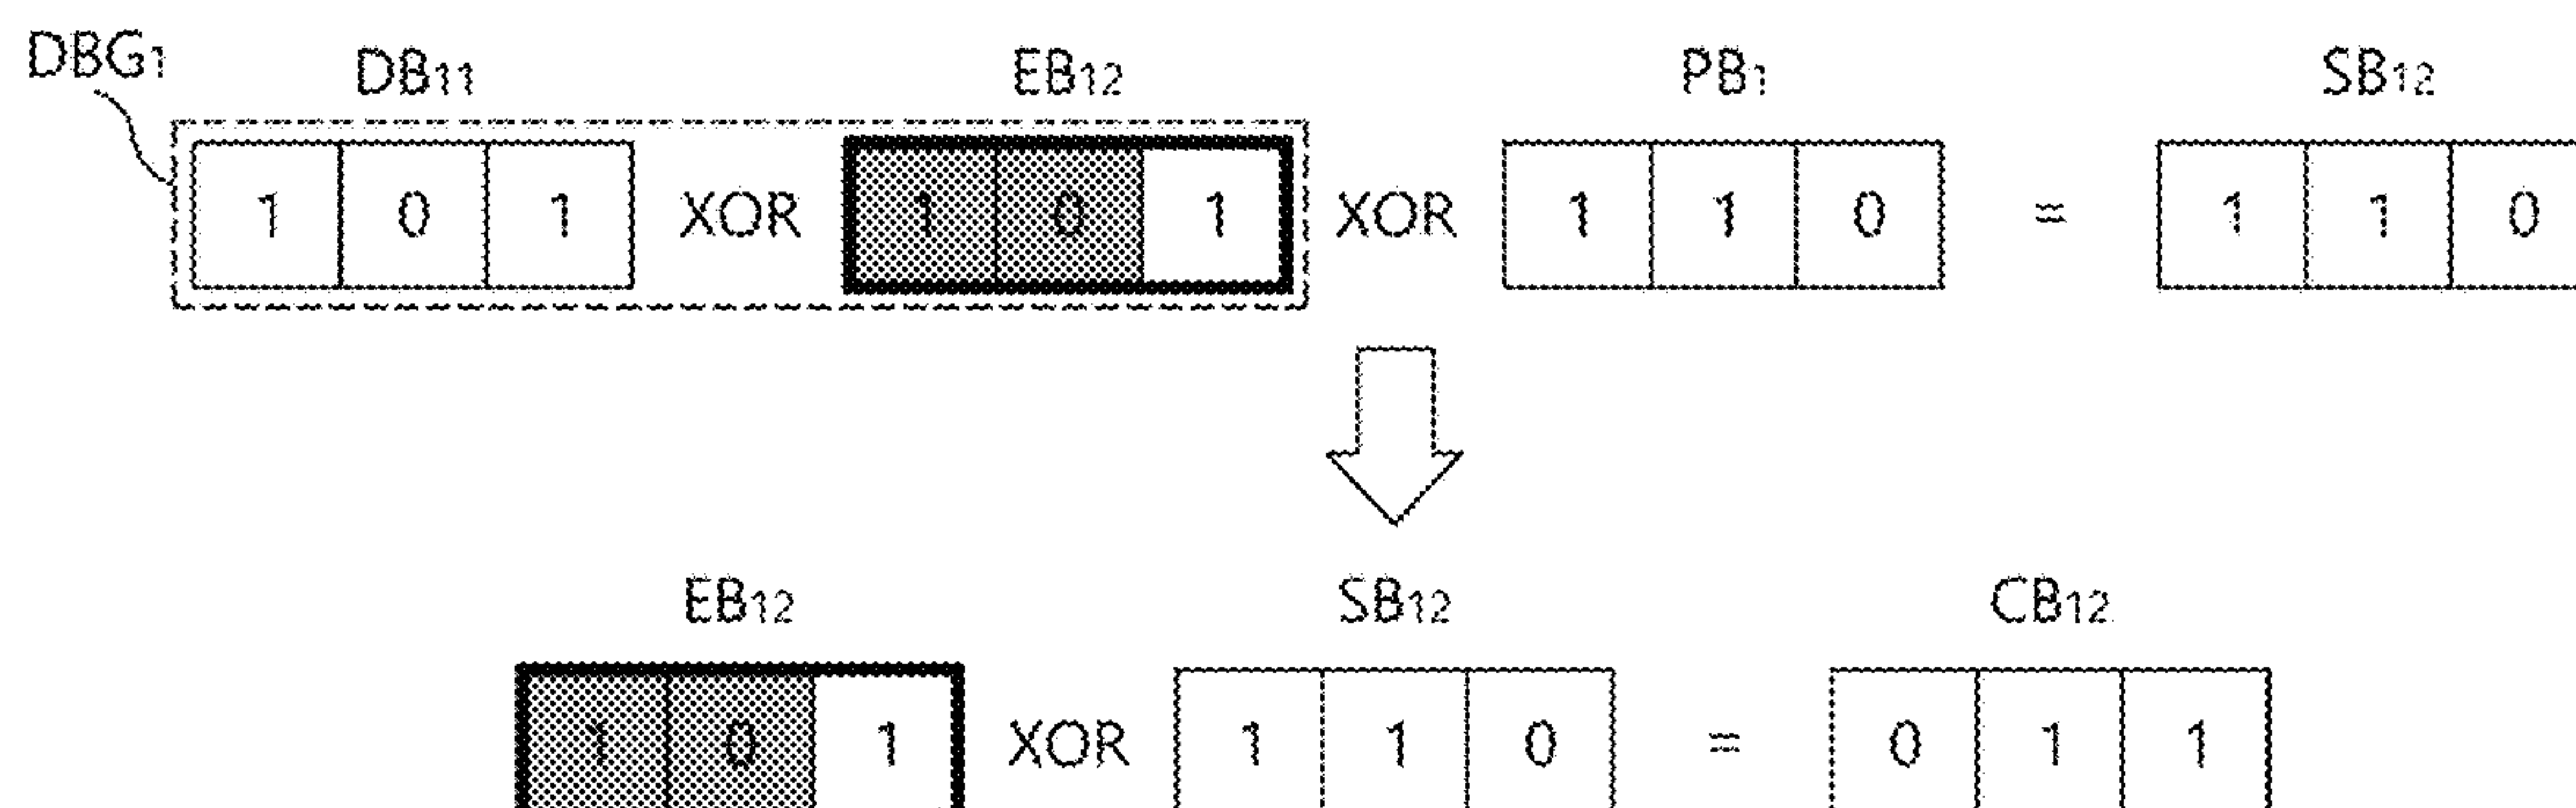 DBG1 DB11 EB12 PB1 SB12
1 0 1 XOR 1 0 1 XOR 1 1 0 = 1 1 0
EB12 SB12 CB12
1 0 1 XOR 1 1 0 = 0 1 1